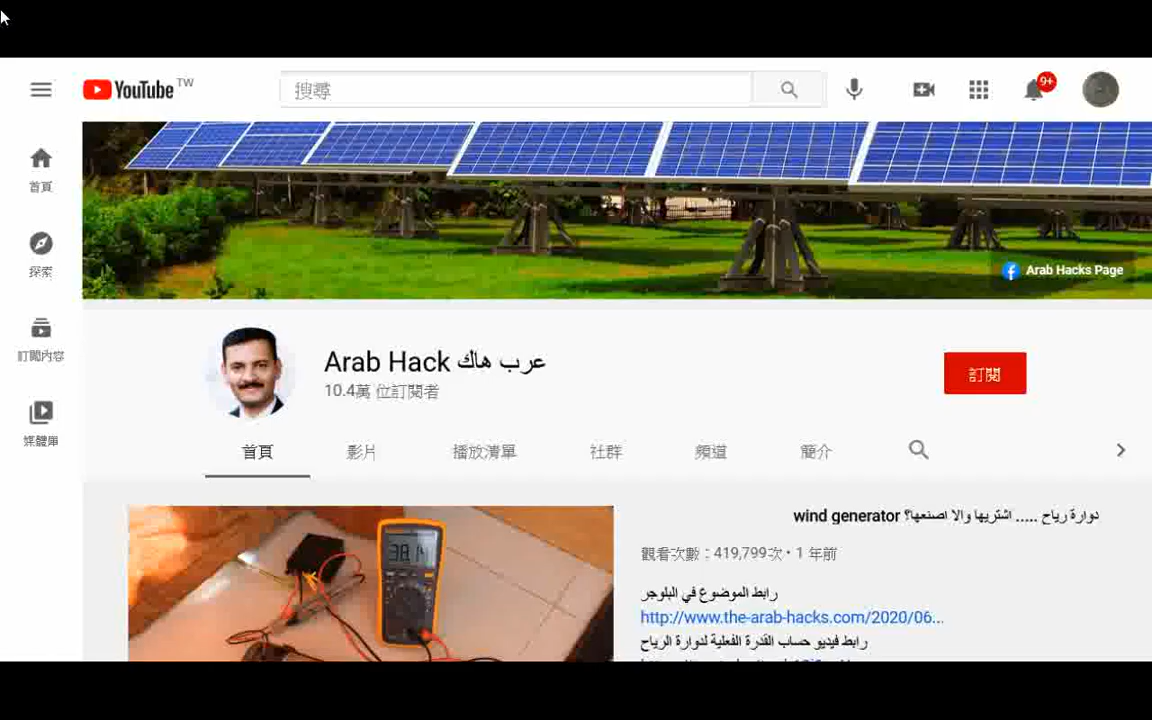 YouTube TW
搜尋
9+
首頁
探索
訂閱內容
媒體庫
Arab Hacks Page
Arab Hack عرب هاك
10.4萬 位訂閱者
訂閱
首頁 影片 播放清單 社群 頻道 簡介
38.1
دوارة رياح ..... اشتريها والا اصنعها؟ wind generator
觀看次數：419,799次 • 1 年前
رابط الموضوع في البلوجر
http://www.the-arab-hacks.com/2020/06...
رابط فيديو حساب القدرة الفعلية لدوارة الرياح